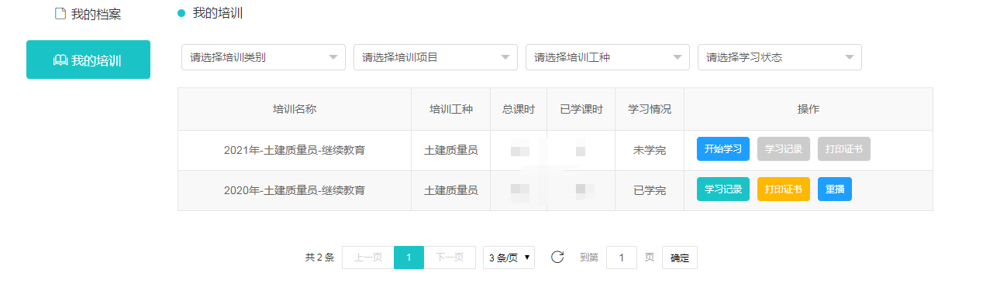 我的档案
我的培训
我的培训
请选择培训类别 请选择培训项目 请选择培训工种 请选择学习状态
培训名称 培训工种 总课时 已学课时 学习情况 操作
2021年-土建质量员-继续教育 土建质量员 未学完 开始学习 学习记录 打印证书
2020年-土建质量员-继续教育 土建质量员 已学完 学习记录 打印证书 重播
共 2 条 上一页 1 下一页 3 条/页 到第 1 页 确定